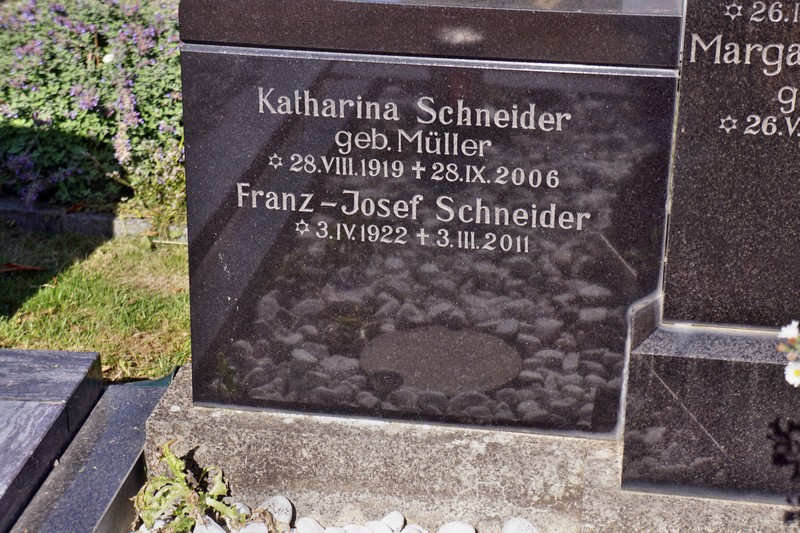 Katharina Schneider
geb. Müller
✡ 28.VIII.1919 ✝ 28.IX.2006
Franz-Josef Schneider
✡ 3.IV.1922 ✝ 3.III.2011